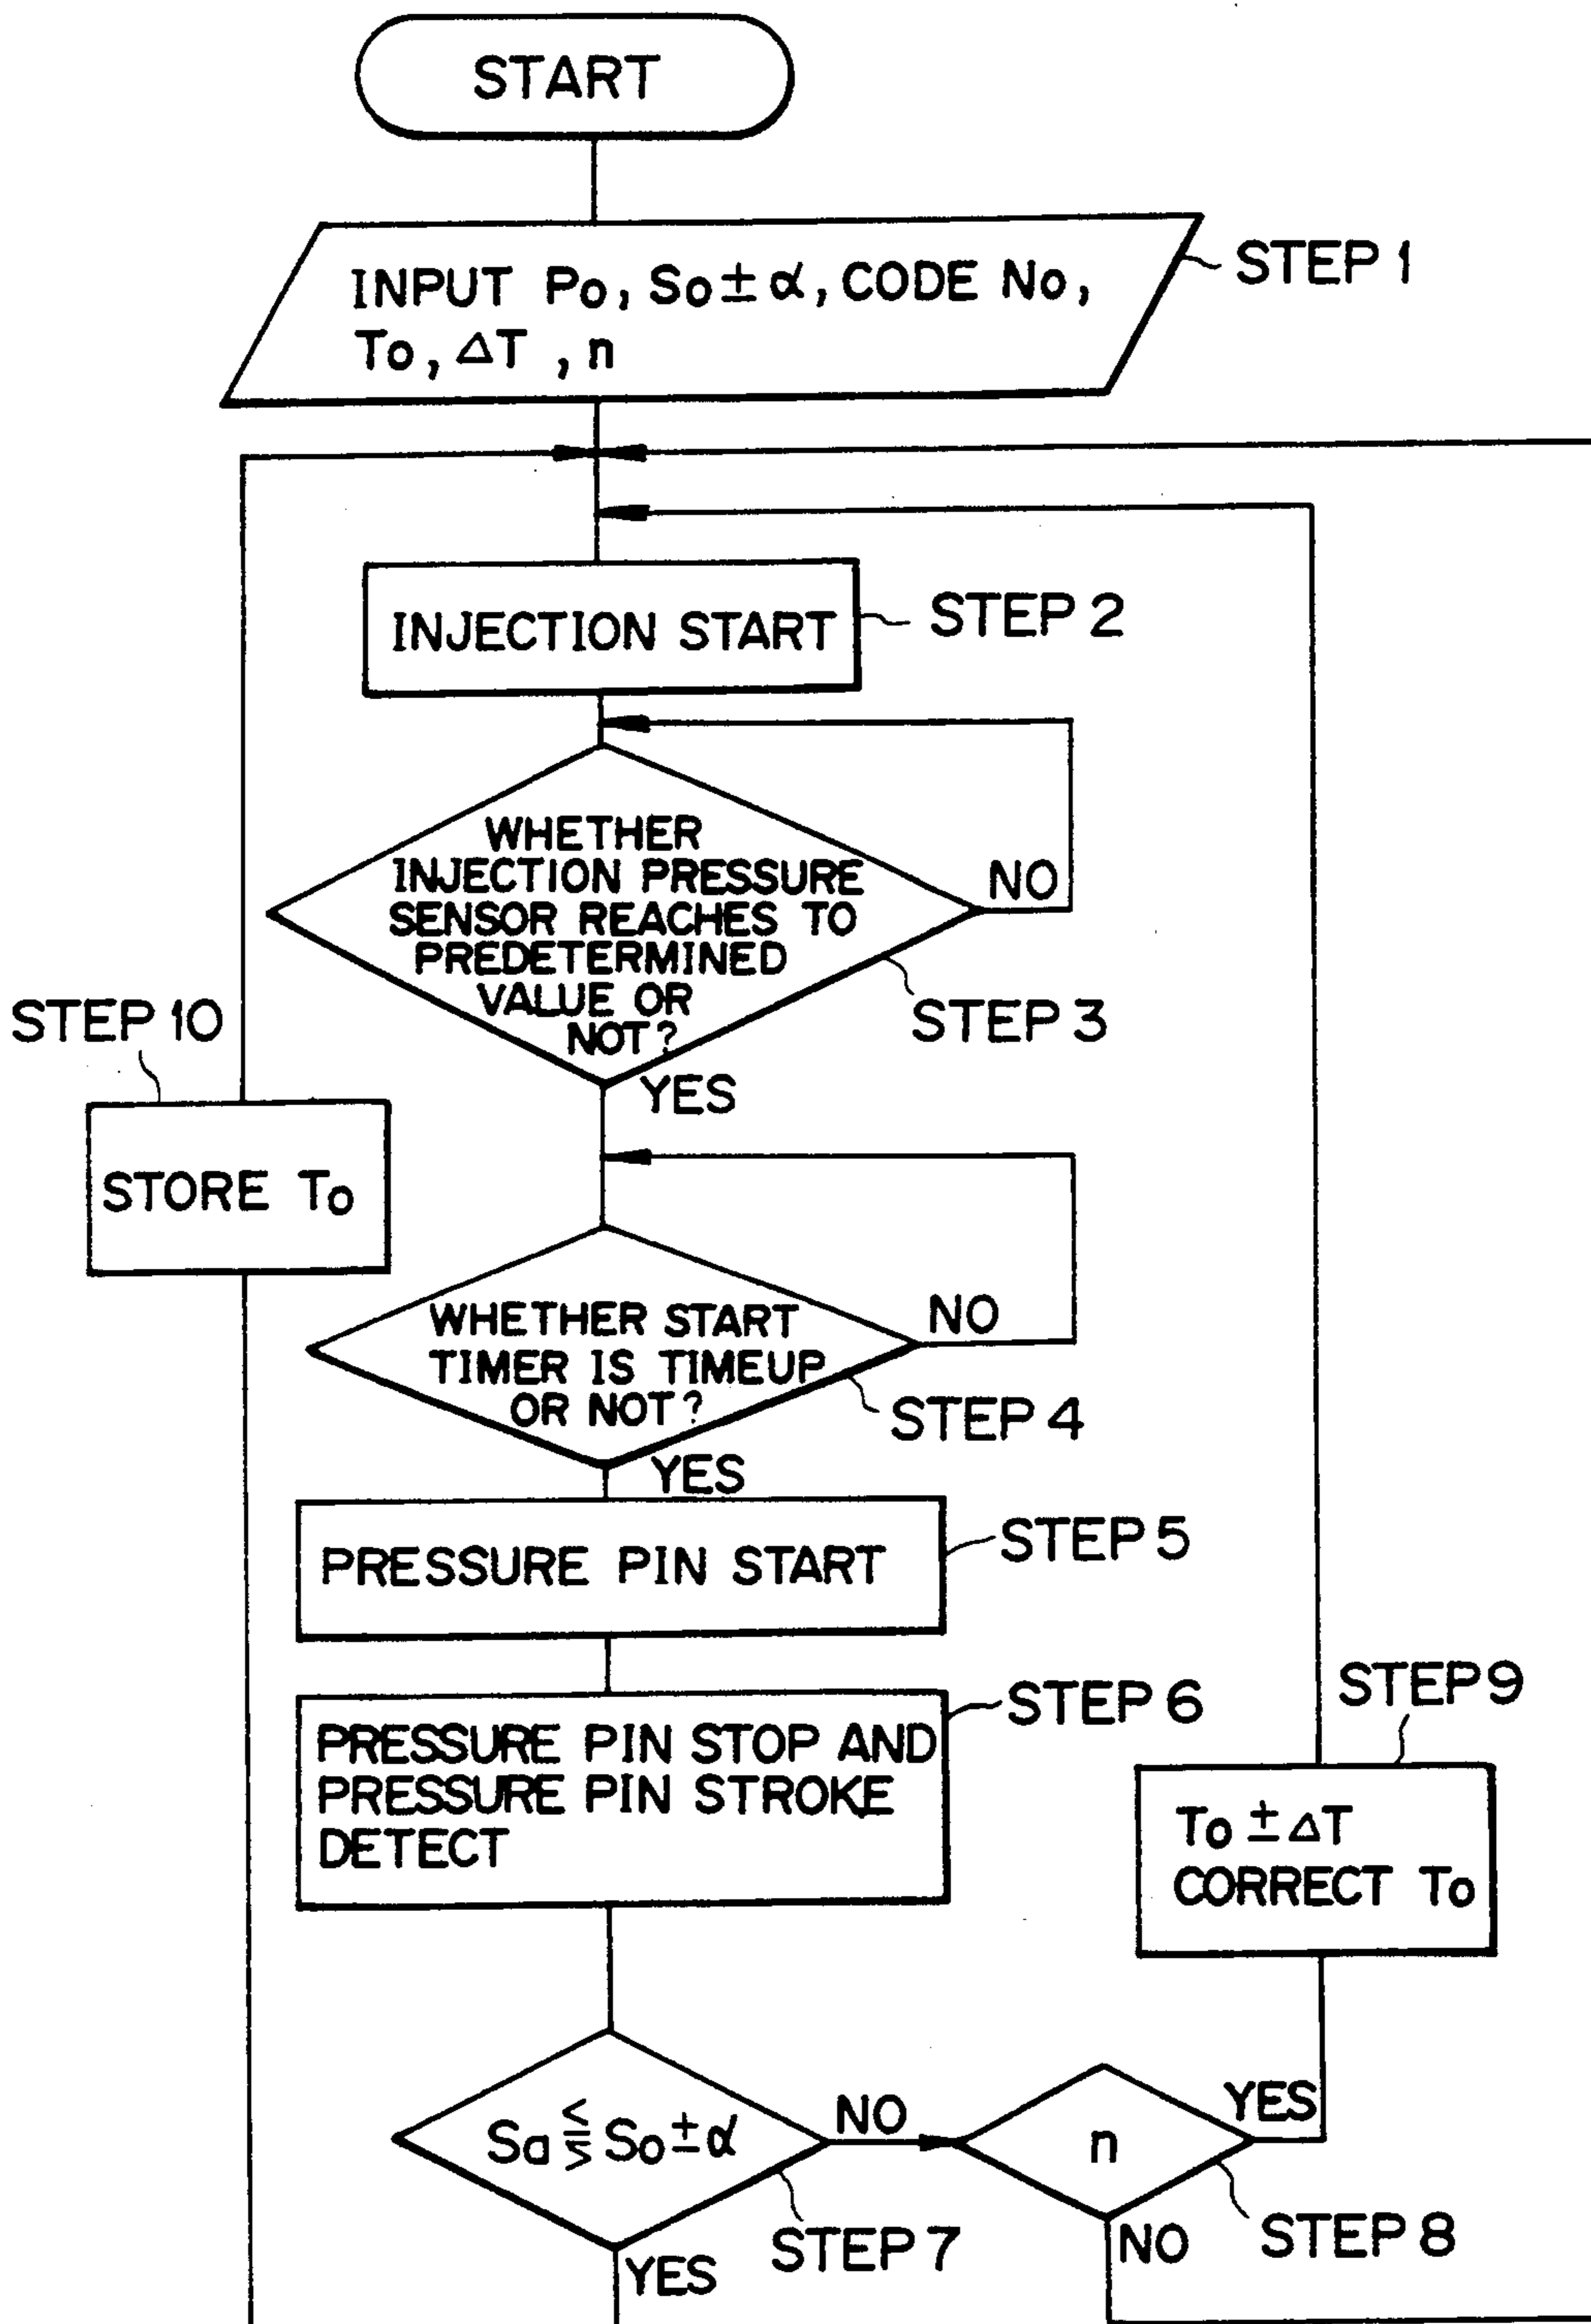 START
INPUT Po, So ± α, CODE No,
To, ΔT , n
STEP 1
INJECTION START
STEP 2
WHETHER
INJECTION PRESSURE
SENSOR REACHES TO
PREDETERMINED
VALUE OR
NOT?
NO
STEP 3
YES
STEP 10
STORE To
WHETHER START
TIMER IS TIMEUP
OR NOT?
NO
STEP 4
YES
PRESSURE PIN START
STEP 5
PRESSURE PIN STOP AND
PRESSURE PIN STROKE
DETECT
STEP 6
STEP 9
To ± ΔT
CORRECT To
Sa ⪋ So ± α
NO
STEP 7
YES
n
YES
STEP 8
NO